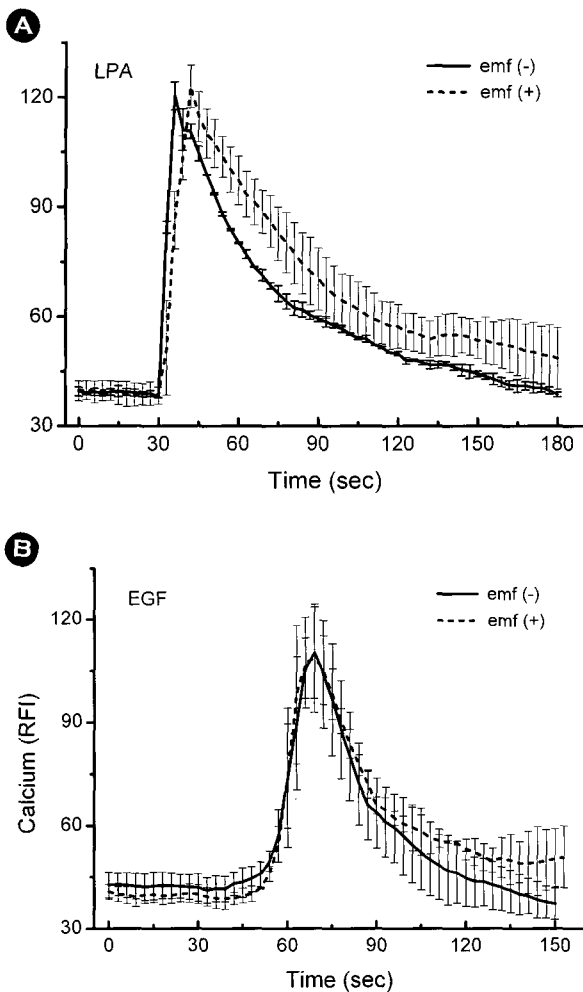 A
LPA
emf (-)
emf (+)
120
90
60
30
0 30 60 90 120 150 180
Time (sec)
B
EGF
emf (-)
emf (+)
120
90
60
30
Calcium (RFI)
0 30 60 90 120 150
Time (sec)